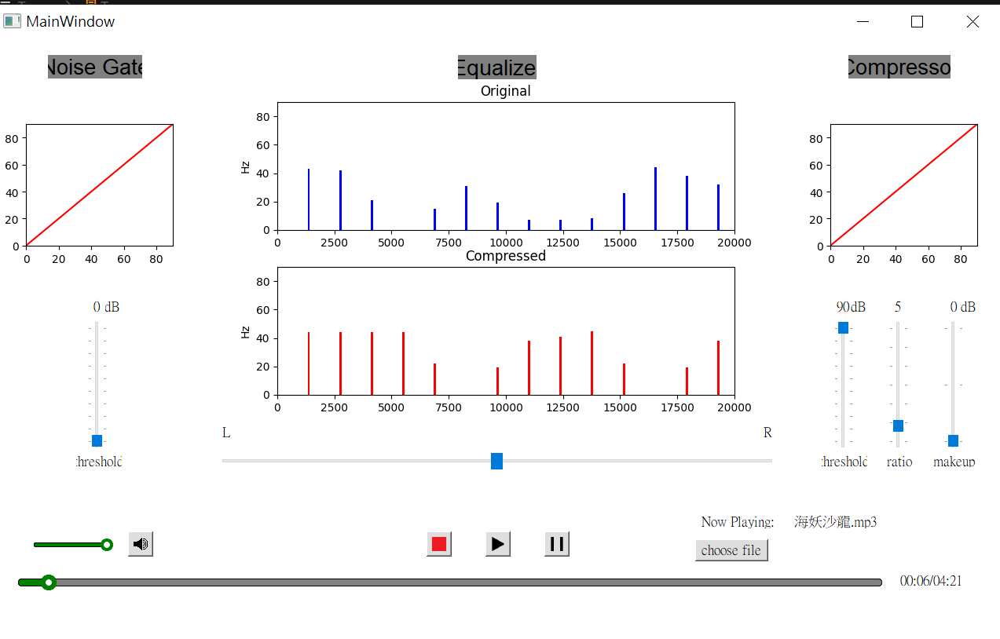 MainWindow
Noise Gate
Equalize
Compresso
Original
80
60
40
20
0
Hz
0 2500 5000 7500 10000 12500 15000 17500 20000
80
60
40
20
0
0 20 40 60 80
80
60
40
20
0
0 20 40 60 80
Compressed
80
60
40
20
0
Hz
0 2500 5000 7500 10000 12500 15000 17500 20000
0 dB
threshold
L
R
90dB 5 0 dB
threshold ratio makeup
Now Playing: 海妖沙龍.mp3
choose file
00:06/04:21